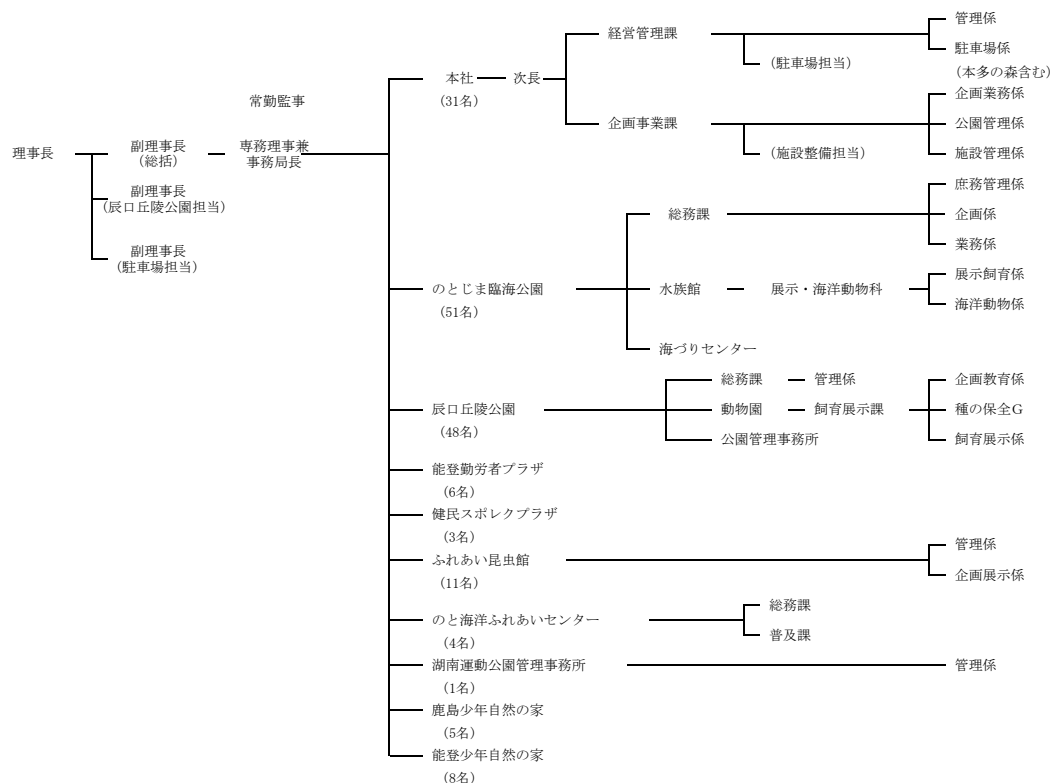 理事長
副理事長
(総括)
副理事長
(辰口丘陵公園担当)
副理事長
(駐車場担当)
常勤監事
専務理事兼
事務局長
本社
(31名)
次長
経営管理課
(駐車場担当)
管理係
駐車場係
(本多の森含む)
企画事業課
(施設整備担当)
企画業務係
公園管理係
施設管理係
のとじま臨海公園
(51名)
総務課
庶務管理係
企画係
業務係
水族館
展示・海洋動物科
展示飼育係
海洋動物係
海づりセンター
辰口丘陵公園
(48名)
総務課
管理係
動物園
飼育展示課
企画教育係
種の保全G
飼育展示係
公園管理事務所
能登勤労者プラザ
(6名)
健民スポレクプラザ
(3名)
ふれあい昆虫館
(11名)
管理係
企画展示係
のと海洋ふれあいセンター
(4名)
総務課
普及課
湖南運動公園管理事務所
(1名)
管理係
鹿島少年自然の家
(5名)
能登少年自然の家
(8名)